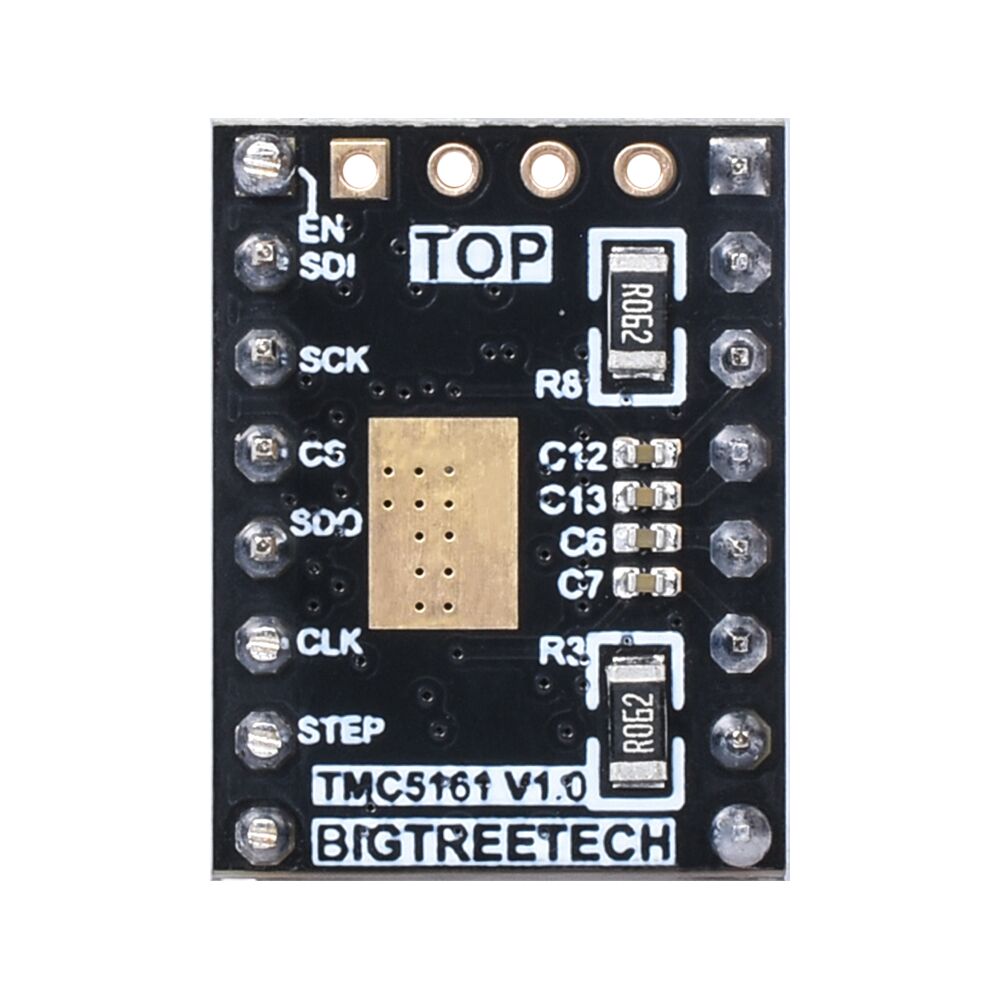 EN
TOP
SDI
R062
SCK
R8
CS
C12
C13
SDO
C6
C7
CLK
R3
R062
STEP
TMC5161 V1.0
BIGTREETECH